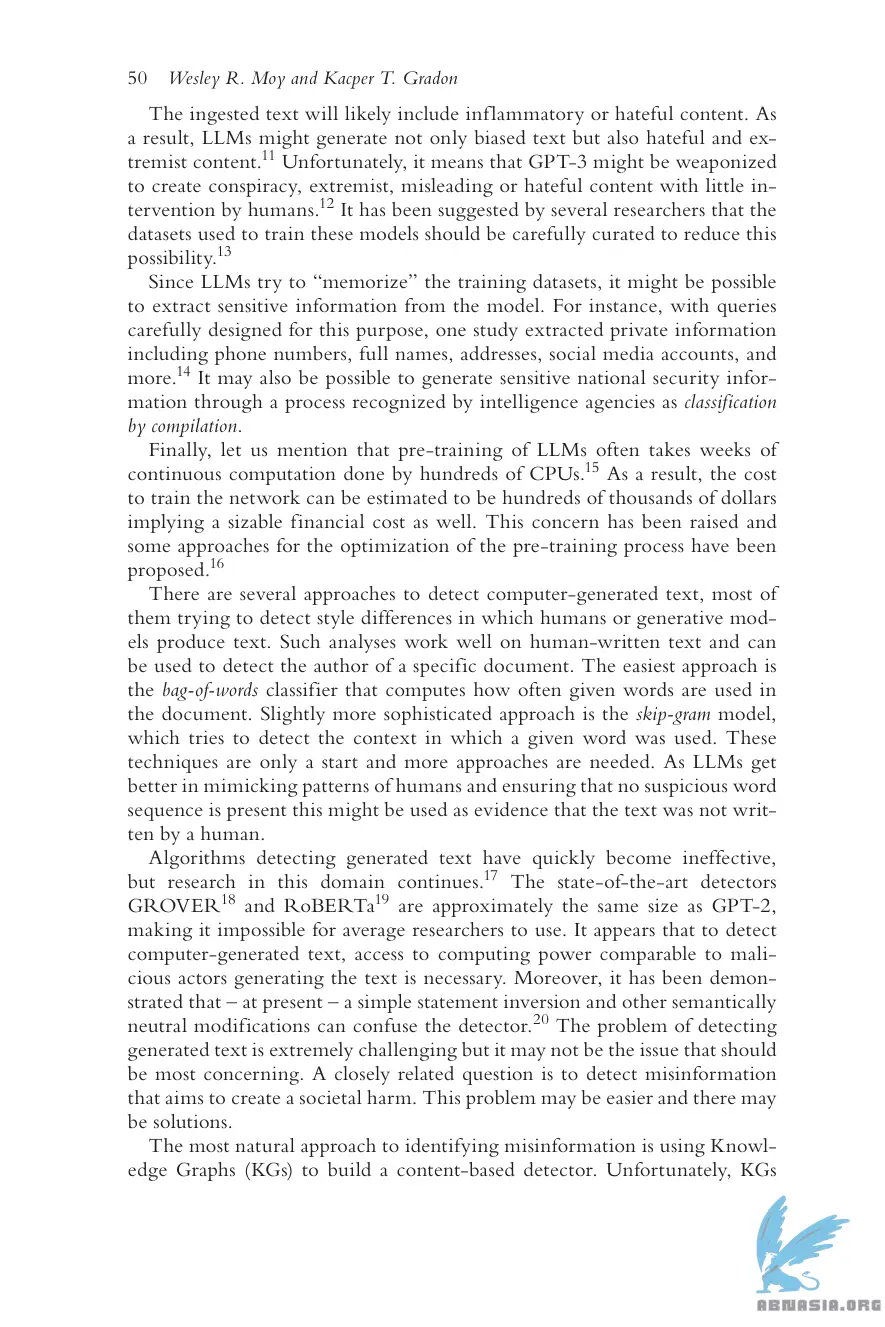 50 Wesley R. Moy and Kacper T. Gradon
The ingested text will likely include inflammatory or hateful content. As
a result, LLMs might generate not only biased text but also hateful and ex-
tremist content.11 Unfortunately, it means that GPT-3 might be weaponized
to create conspiracy, extremist, misleading or hateful content with little in-
tervention by humans.12 It has been suggested by several researchers that the
datasets used to train these models should be carefully curated to reduce this
possibility.13
Since LLMs try to “memorize” the training datasets, it might be possible
to extract sensitive information from the model. For instance, with queries
carefully designed for this purpose, one study extracted private information
including phone numbers, full names, addresses, social media accounts, and
more.14 It may also be possible to generate sensitive national security infor-
mation through a process recognized by intelligence agencies as classification
by compilation.
Finally, let us mention that pre-training of LLMs often takes weeks of
continuous computation done by hundreds of CPUs.15 As a result, the cost
to train the network can be estimated to be hundreds of thousands of dollars
implying a sizable financial cost as well. This concern has been raised and
some approaches for the optimization of the pre-training process have been
proposed.16
There are several approaches to detect computer-generated text, most of
them trying to detect style differences in which humans or generative mod-
els produce text. Such analyses work well on human-written text and can
be used to detect the author of a specific document. The easiest approach is
the bag-of-words classifier that computes how often given words are used in
the document. Slightly more sophisticated approach is the skip-gram model,
which tries to detect the context in which a given word was used. These
techniques are only a start and more approaches are needed. As LLMs get
better in mimicking patterns of humans and ensuring that no suspicious word
sequence is present this might be used as evidence that the text was not writ-
ten by a human.
Algorithms detecting generated text have quickly become ineffective,
but research in this domain continues.17 The state-of-the-art detectors
GROVER18 and RoBERTa19 are approximately the same size as GPT-2,
making it impossible for average researchers to use. It appears that to detect
computer-generated text, access to computing power comparable to mali-
cious actors generating the text is necessary. Moreover, it has been demon-
strated that – at present – a simple statement inversion and other semantically
neutral modifications can confuse the detector.20 The problem of detecting
generated text is extremely challenging but it may not be the issue that should
be most concerning. A closely related question is to detect misinformation
that aims to create a societal harm. This problem may be easier and there may
be solutions.
The most natural approach to identifying misinformation is using Knowl-
edge Graphs (KGs) to build a content-based detector. Unfortunately, KGs
ABNASIA.ORG